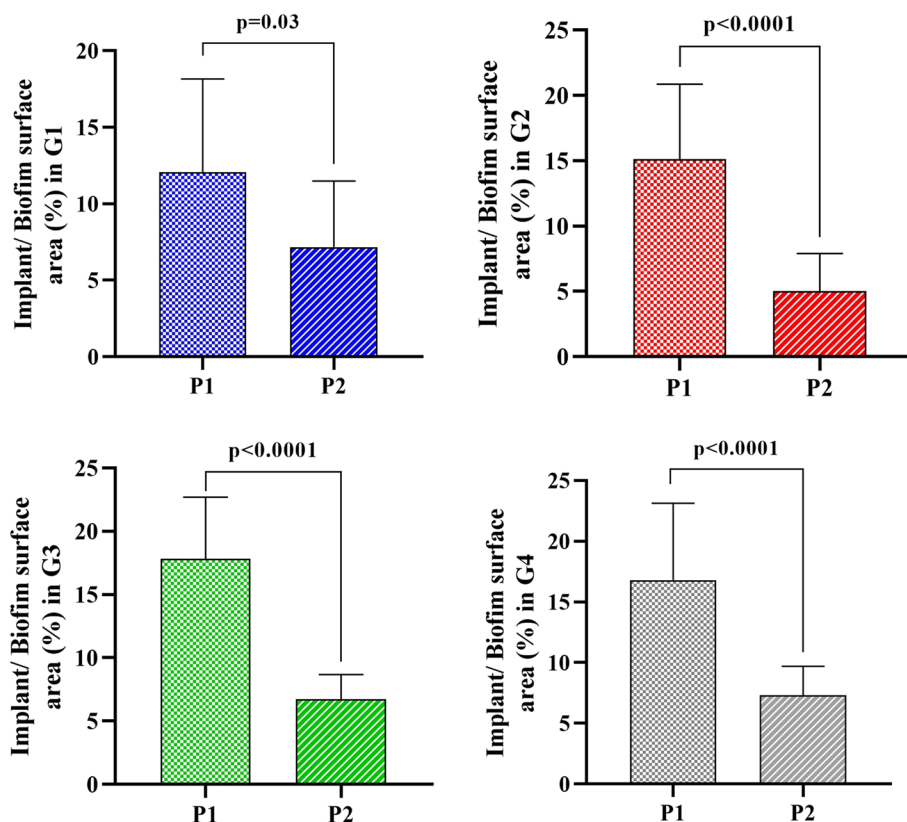 p=0.03
Implant/ Biofim surface
area (%) in G1
20
15
10
5
0
P1 P2
p<0.0001
Implant/ Biofim surface
area (%) in G2
25
20
15
10
5
0
P1 P2
p<0.0001
Implant/ Biofim surface
area (%) in G3
25
20
15
10
5
0
P1 P2
p<0.0001
Implant/ Biofim surface
area (%) in G4
25
20
15
10
5
0
P1 P2